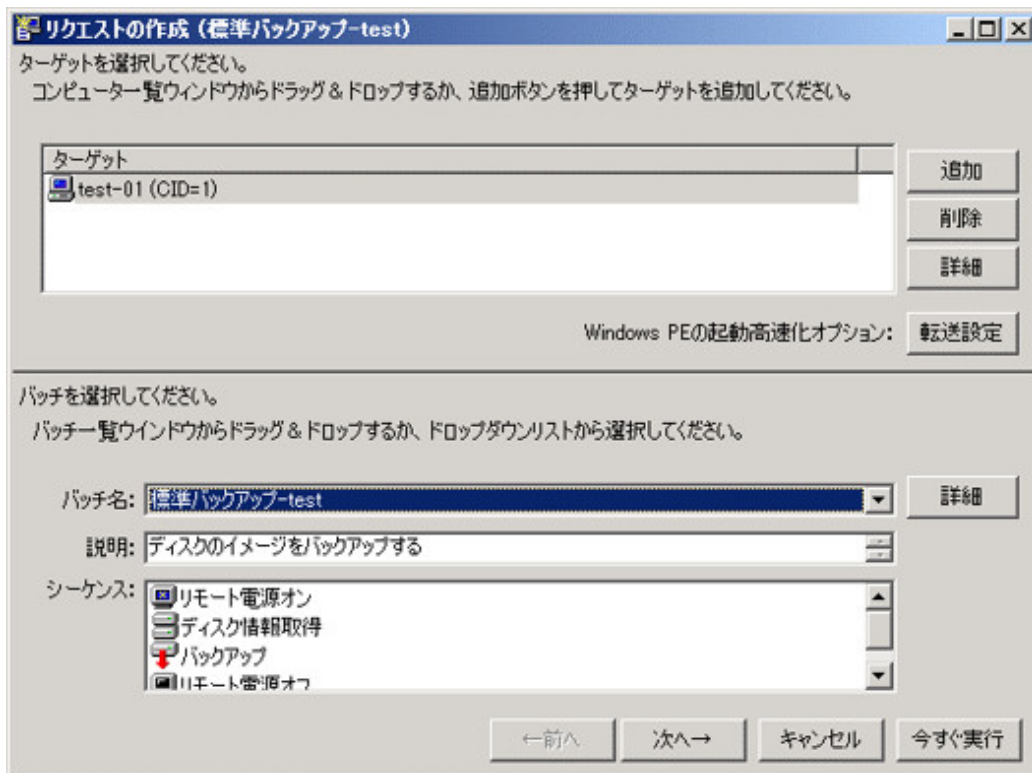 リクエストの作成（標準バックアップ-test）
ターゲットを選択してください。
コンピューター覧ウィンドウからドラッグ＆ドロップするか、追加ボタンを押してターゲットを追加してください。
ターゲット
test-01 (CID=1)
追加
削除
詳細
Windows PEの起動高速化オプション:
転送設定
バッチを選択してください。
バッチ一覧ウインドウからドラッグ＆ドロップするか、ドロップダウンリストから選択してください。
バッチ名:
標準バックアップ-test
詳細
説明:
ディスクのイメージをバックアップする
シーケンス:
リモート電源オン
ディスク情報取得
バックアップ
リモート電源オフ
←前へ
次へ→
キャンセル
今すぐ実行